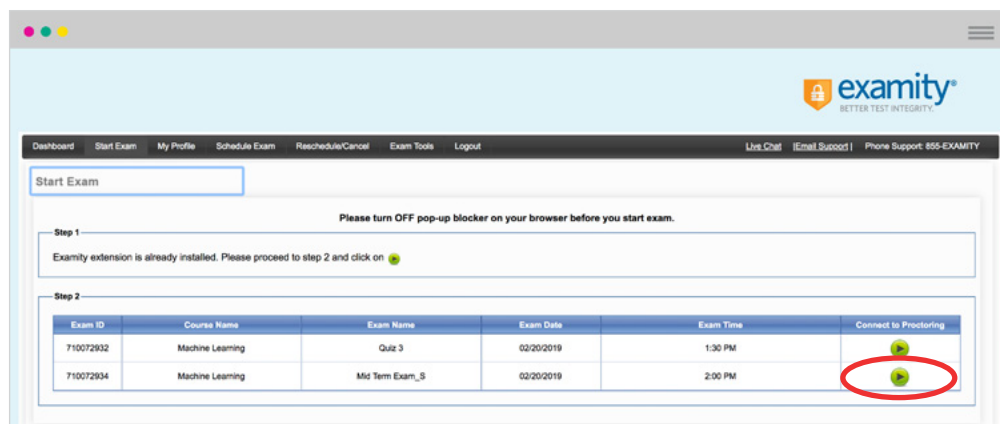 examity®
BETTER TEST INTEGRITY.
Dashboard Start Exam My Profile Schedule Exam Reschedule/Cancel Exam Tools Logout Live Chat |Email Support| Phone Support: 855-EXAMITY
Start Exam
Please turn OFF pop-up blocker on your browser before you start exam.
Step 1
Examity extension is already installed. Please proceed to step 2 and click on
Step 2
Exam ID Course Name Exam Name Exam Date Exam Time Connect to Proctoring
710072932 Machine Learning Quiz 3 02/20/2019 1:30 PM
710072934 Machine Learning Mid Term Exam_S 02/20/2019 2:00 PM